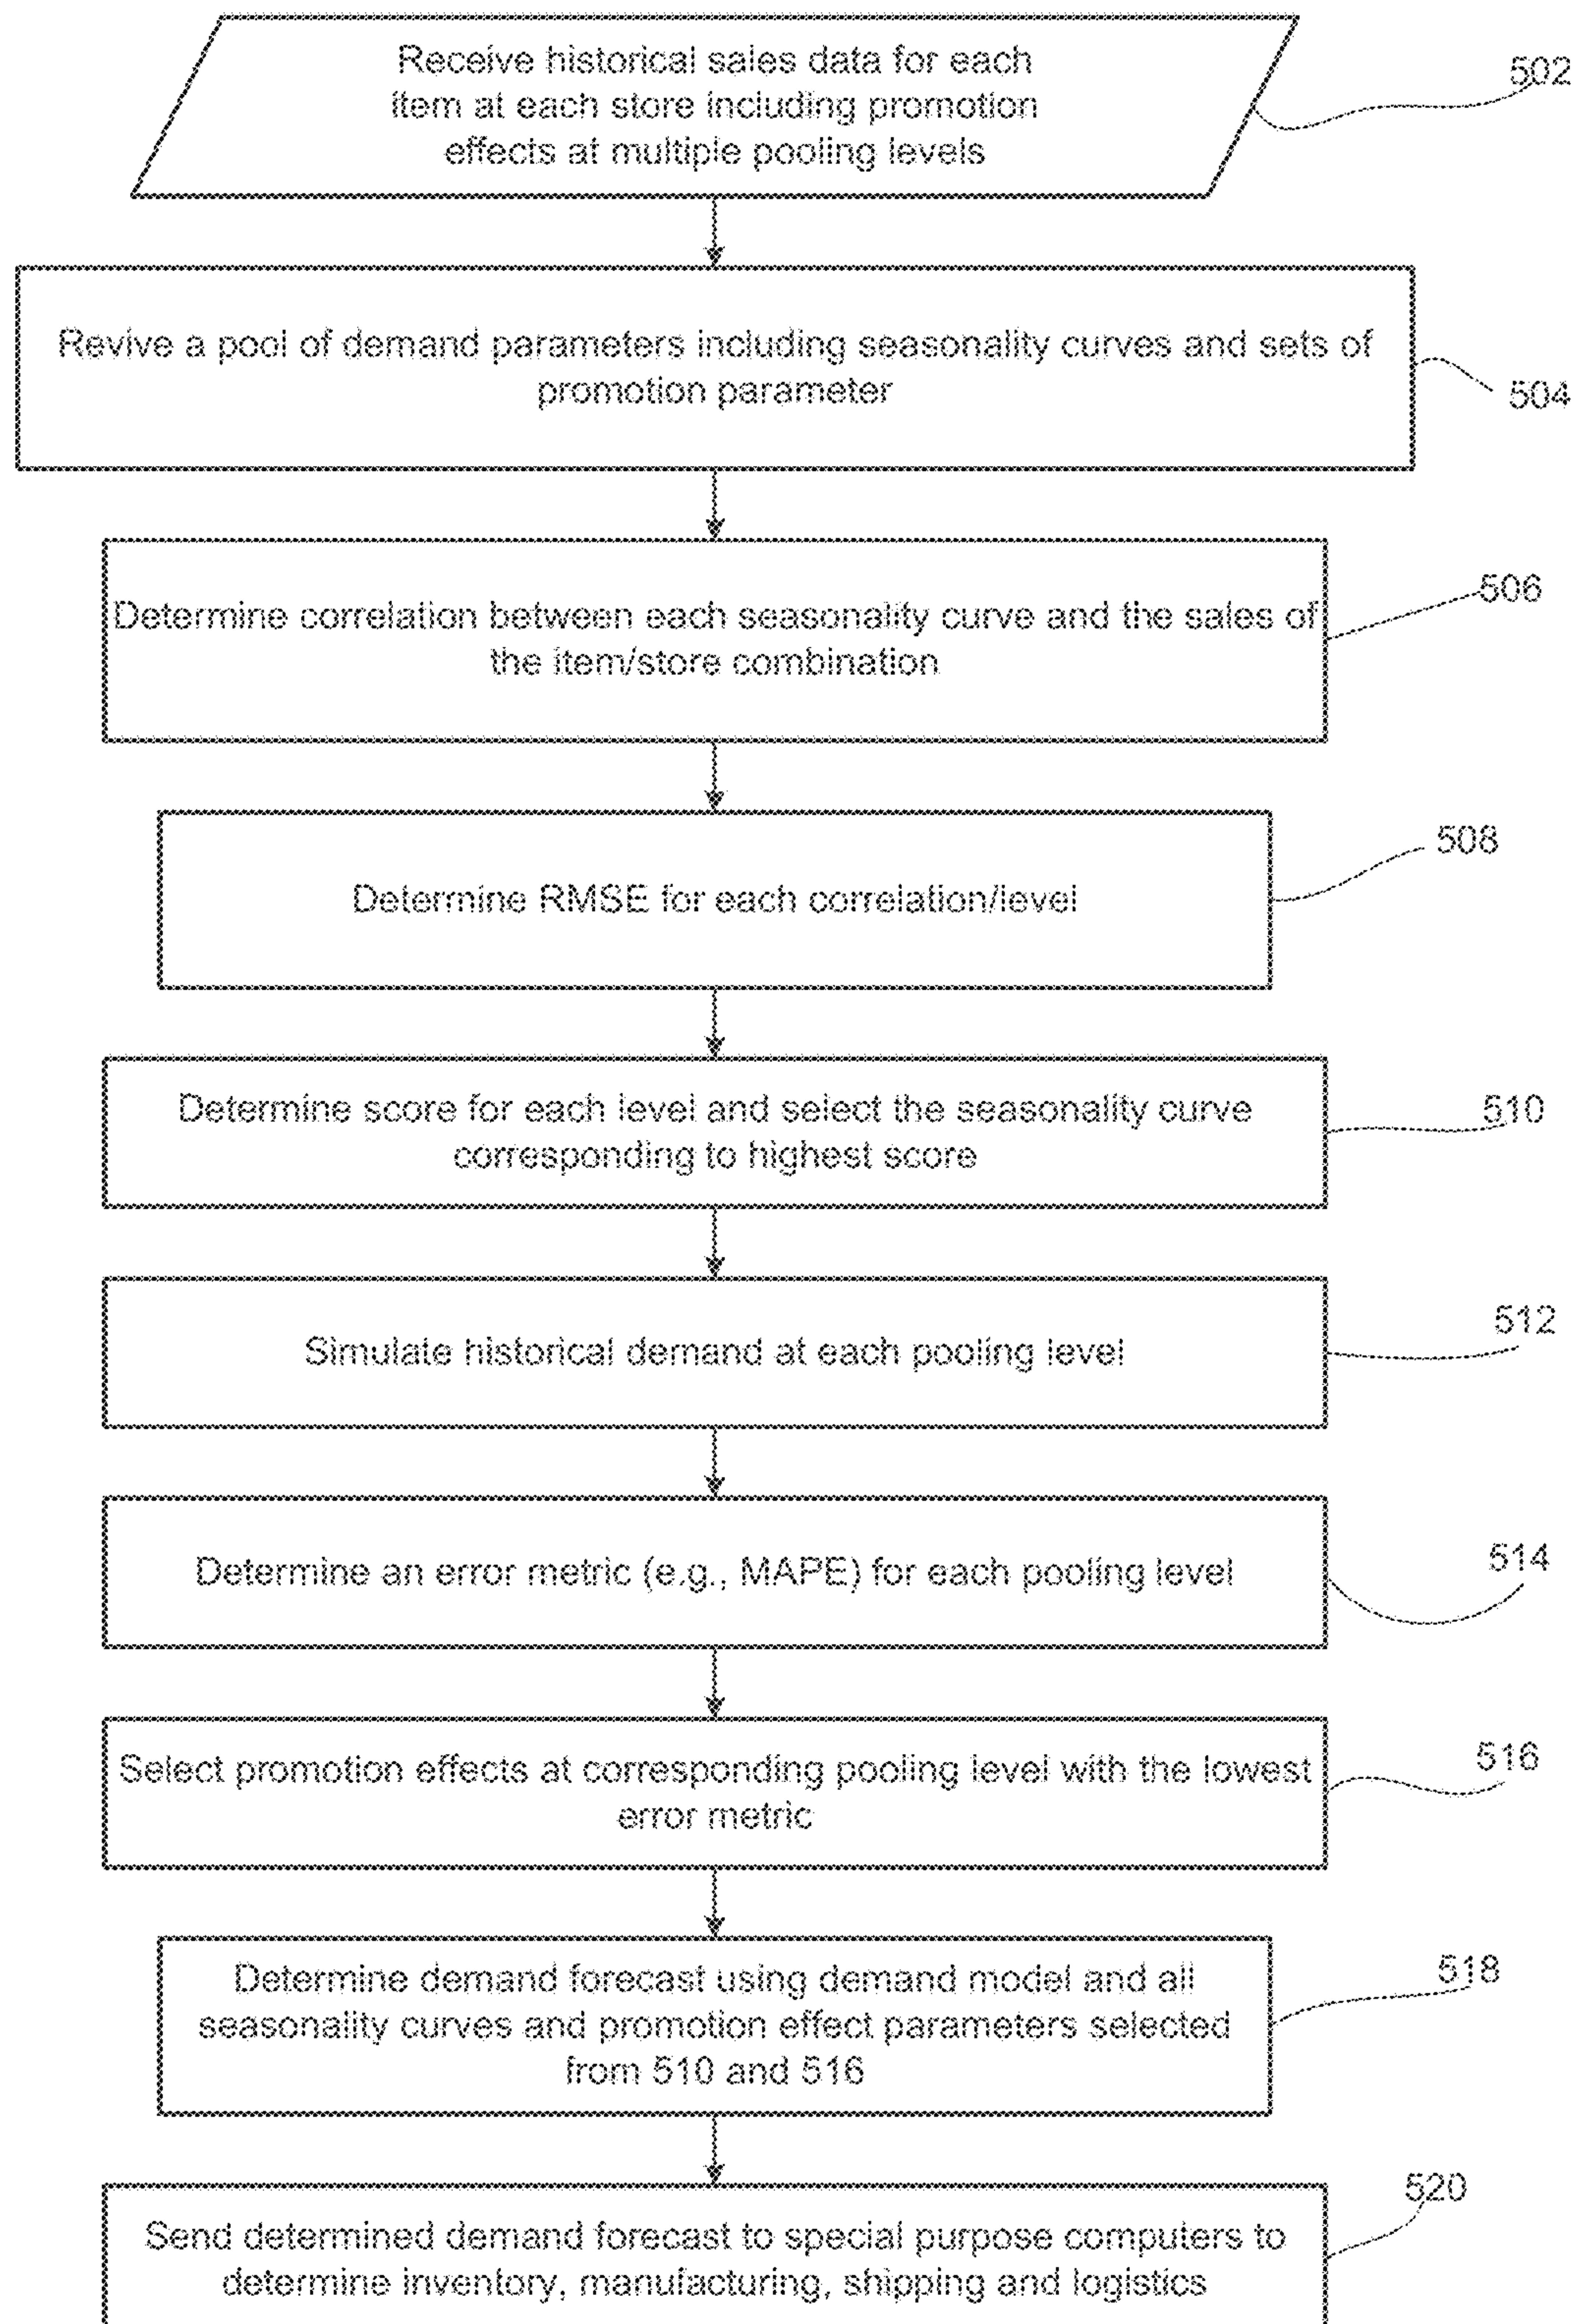 Receive historical sales data for each
item at each store including promotion
effects at multiple pooling levels
502
Revive a pool of demand parameters including seasonality curves and sets of
promotion parameter
504
Determine correlation between each seasonality curve and the sales of
the item/store combination
506
Determine RMSE for each correlation/level
508
Determine score for each level and select the seasonality curve
corresponding to highest score
510
Simulate historical demand at each pooling level
512
Determine an error metric (e.g., MAPE) for each pooling level
514
Select promotion effects at corresponding pooling level with the lowest
error metric
516
Determine demand forecast using demand model and all
seasonality curves and promotion effect parameters selected
from 510 and 516
518
Send determined demand forecast to special purpose computers to
determine inventory, manufacturing, shipping and logistics
520